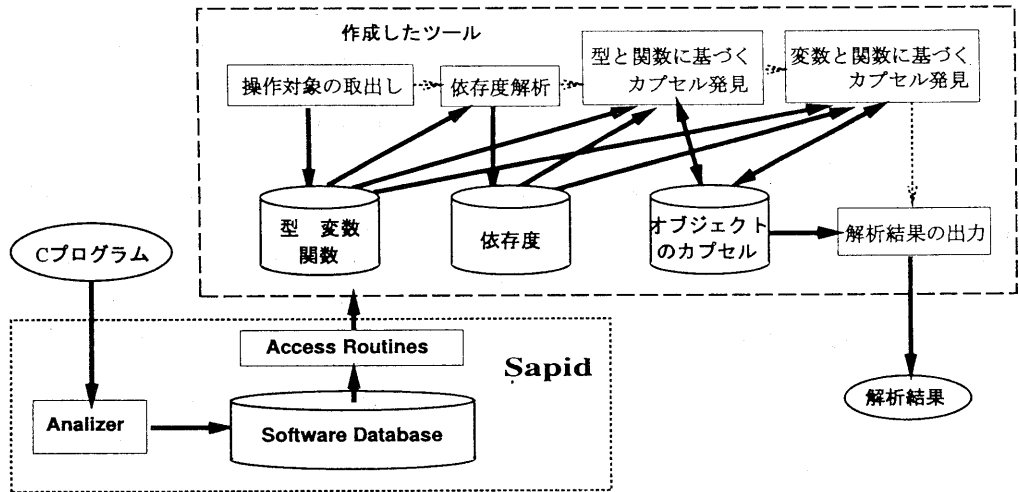 作成したツール
操作対象の取出し
依存度解析
型と関数に基づく
カプセル発見
変数と関数に基づく
カプセル発見
型 変数
関数
依存度
オブジェクト
のカプセル
解析結果の出力
Cプログラム
Access Routines
Sapid
Analizer
Software Database
解析結果